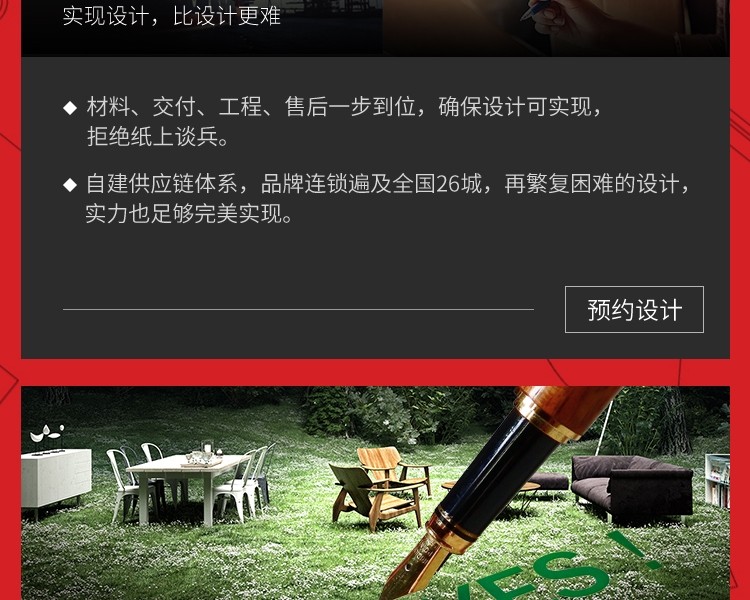 实现设计，比设计更难
◆ 材料、交付、工程、售后一步到位，确保设计可实现，
拒绝纸上谈兵。
◆ 自建供应链体系，品牌连锁遍及全国26城，再繁复困难的设计，
实力也足够完美实现。
预约设计
YES!